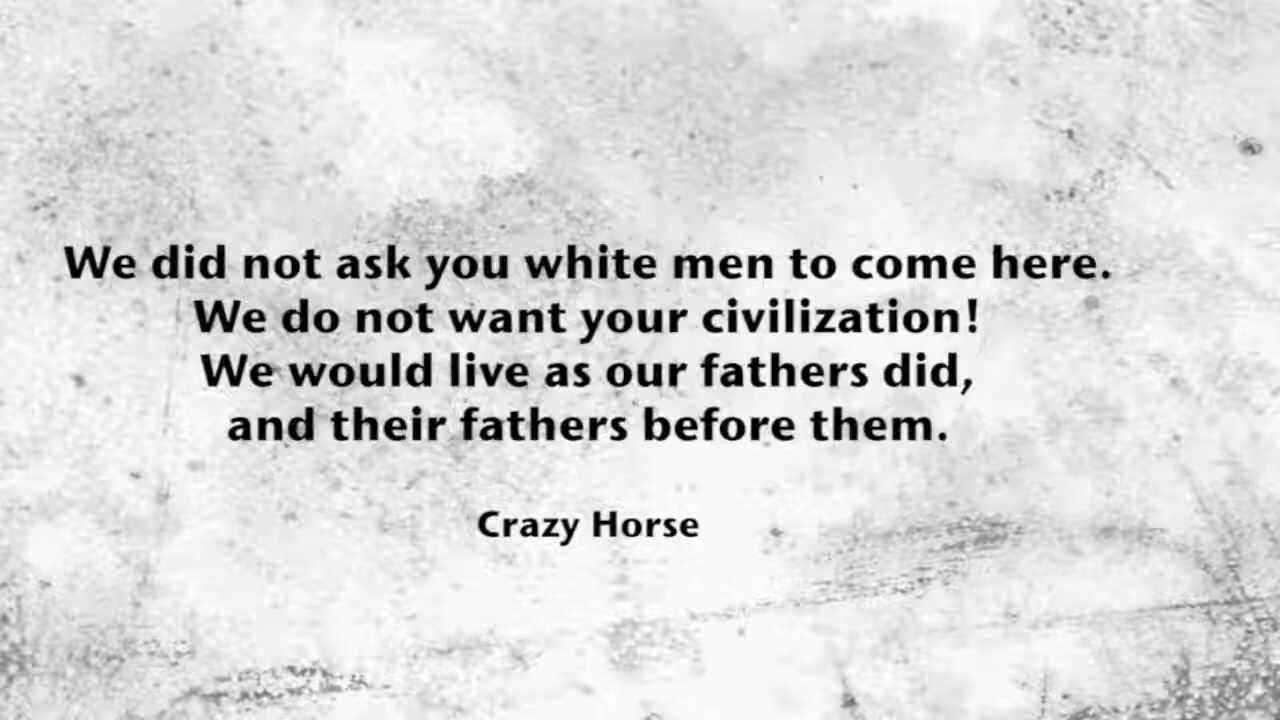 We did not ask you white men to come here.
We do not want your civilization!
We would live as our fathers did,
and their fathers before them.
Crazy Horse